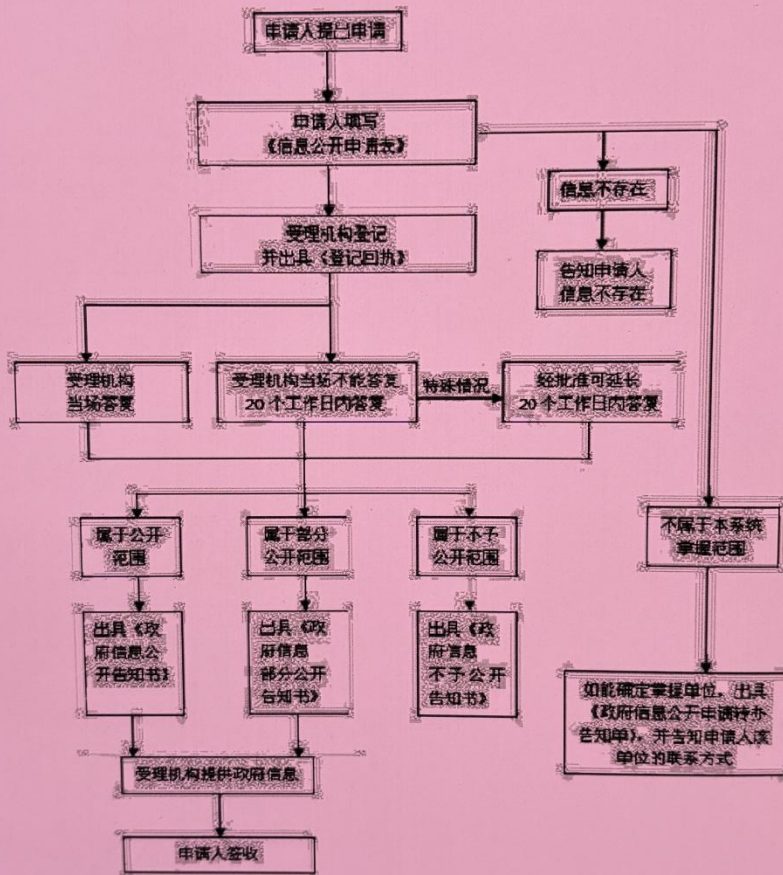 申请人提出申请
申请人填写
《信息公开申请表》
信息不存在
受理机构登记
并出具《登记回执》
告知申请人
信息不存在
受理机构
当场答复
受理机构当场不能答复
20个工作日内答复
特殊情况
经批准可延长
20个工作日内答复
属于公开
范围
属于部分
公开范围
属于不予
公开范围
不属于本系统
掌握范围
出具《政
府信息公
开告知书》
出具《政
府信息
部分公开
告知书》
出具《政
府信息
不予公开
告知书》
如能确定掌握单位，出具
《政府信息公开申请转办
告知单》，并告知申请人该
单位的联系方式
受理机构提供政府信息
申请人签收